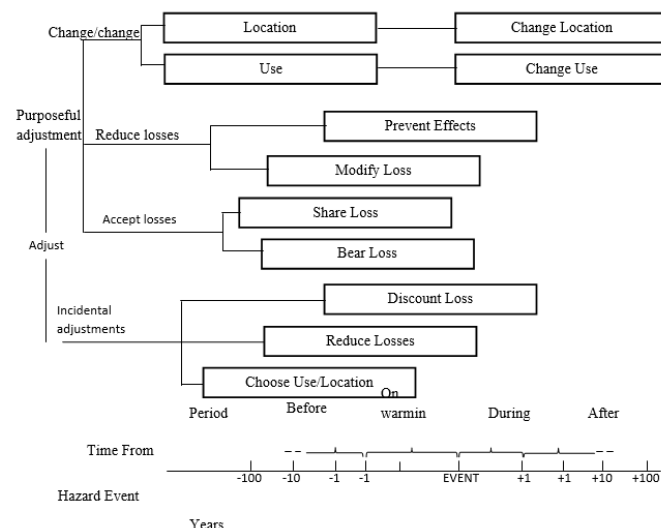 Change/change
Location
Change Location
Use
Change Use
Purposeful
adjustment
Reduce losses
Prevent Effects
Modify Loss
Accept losses
Share Loss
Bear Loss
Adjust
Discount Loss
Incidental
adjustments
Reduce Losses
Choose Use/Location
Period
Before
On
warmin
During
After
Time From
-100 -10 -1 -1 EVENT +1 +1 +10 +100
Hazard Event
Years